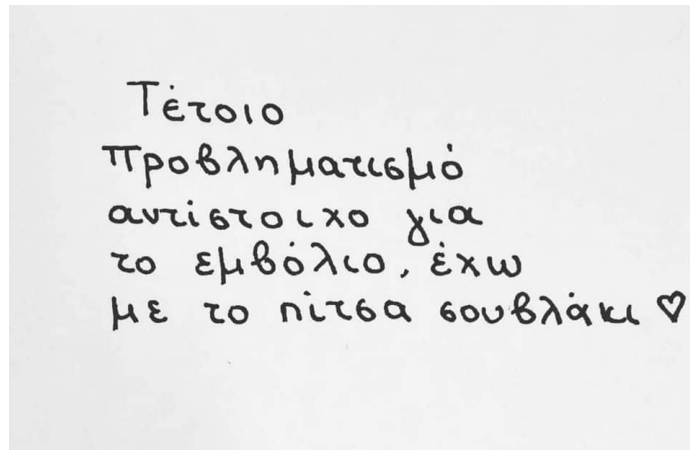 Τέτοιο
προβληματισμό
αντίστοιχο για
το εμβόλιο, έχω
με το πίτσα σουβλάκι ♡